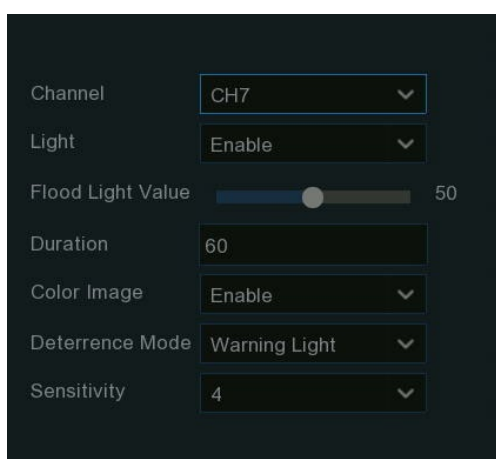 Channel CH7
Light Enable
Flood Light Value 50
Duration 60
Color Image Enable
Deterrence Mode Warning Light
Sensitivity 4